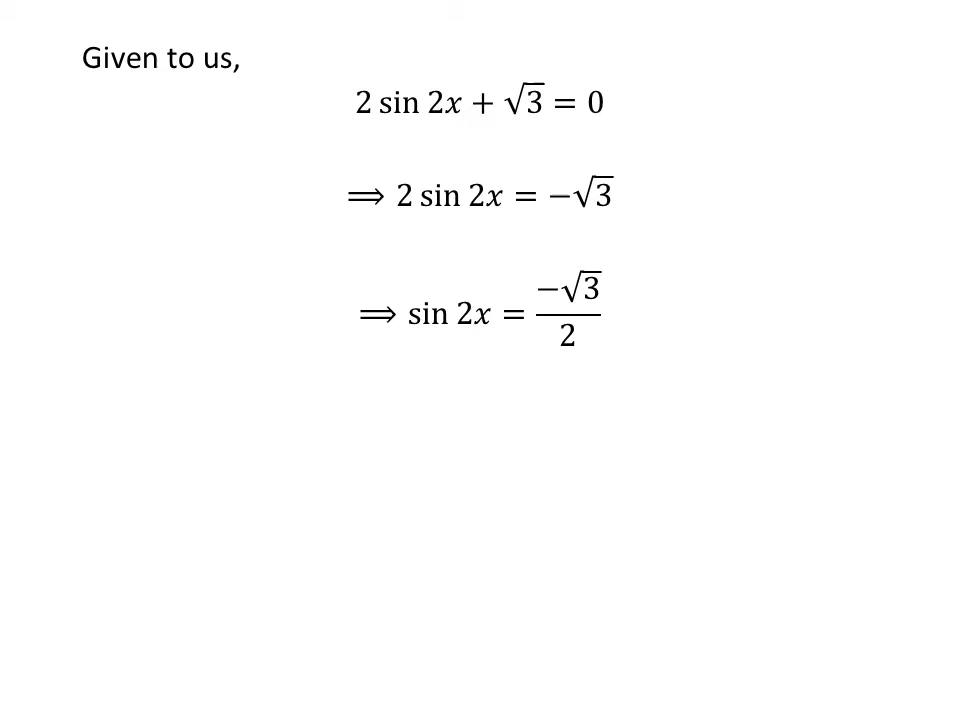 Given to us,
2 sin 2𝑥 + √3 = 0
⟹ 2 sin 2𝑥 = −√3
⟹ sin 2𝑥 = −√3/2